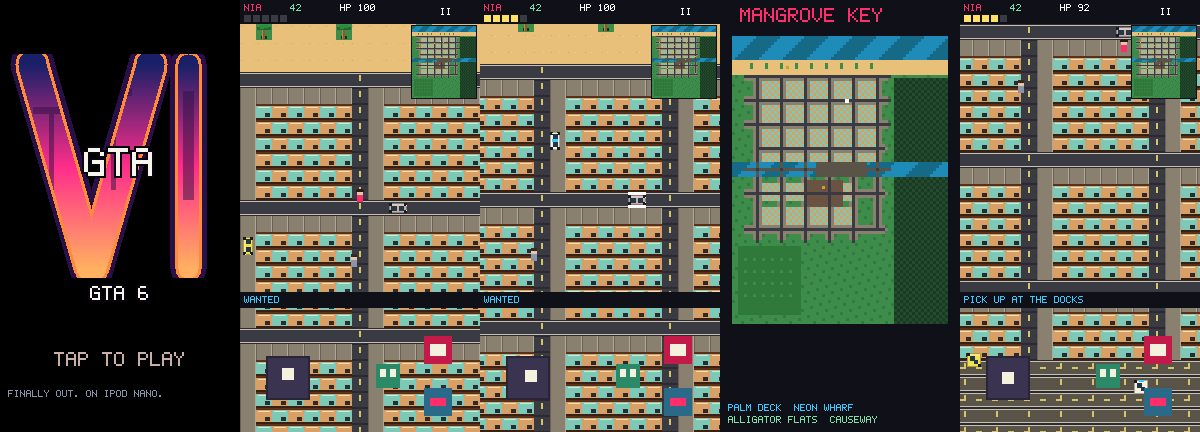 VI
GTA
GTA 6
TAP TO PLAY
FINALLY OUT. ON IPOD NANO.
NIA 42 HP 100 II
WANTED
NIA 42 HP 100 II
WANTED
MANGROVE KEY
PALM DECK NEON WHARF
ALLIGATOR FLATS CAUSEWAY
NIA 42 HP 92 II
PICK UP AT THE DOCKS